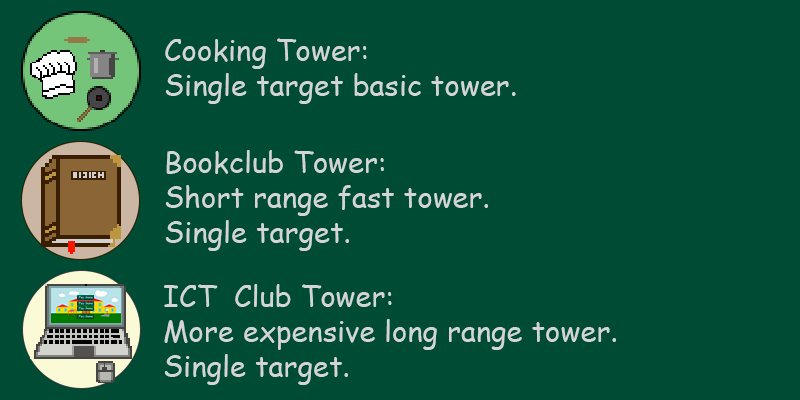 Cooking Tower:
Single target basic tower.
Bookclub Tower:
Short range fast tower.
Single target.
ICT  Club Tower:
More expensive long range tower.
Single target.